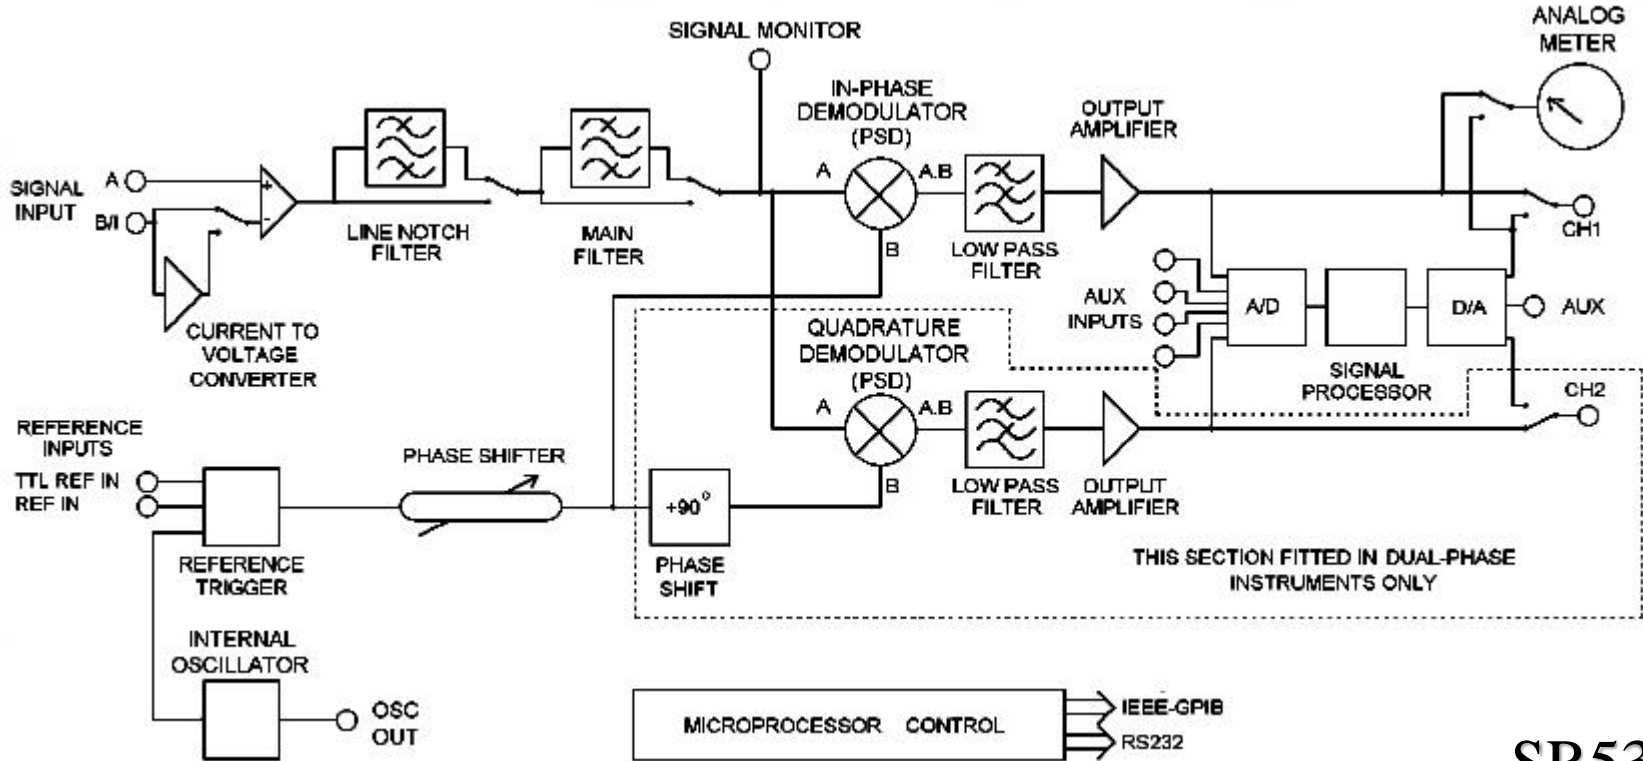 SIGNAL MONITOR
ANALOG
METER
IN-PHASE
DEMODULATOR
(PSD)
OUTPUT
AMPLIFIER
SIGNAL
INPUT
A
B/I
+
-
LINE NOTCH
FILTER
MAIN
FILTER
A
A.B
B
LOW PASS
FILTER
CH1
CURRENT TO
VOLTAGE
CONVERTER
AUX
INPUTS
A/D
D/A
AUX
SIGNAL
PROCESSOR
QUADRATURE
DEMODULATOR
(PSD)
A
A.B
B
CH2
REFERENCE
INPUTS
TTL REF IN
REF IN
PHASE SHIFTER
+90°
LOW PASS
FILTER
OUTPUT
AMPLIFIER
REFERENCE
TRIGGER
PHASE
SHIFT
THIS SECTION FITTED IN DUAL-PHASE
INSTRUMENTS ONLY
INTERNAL
OSCILLATOR
OSC
OUT
MICROPROCESSOR CONTROL
IEEE-GPIB
RS232